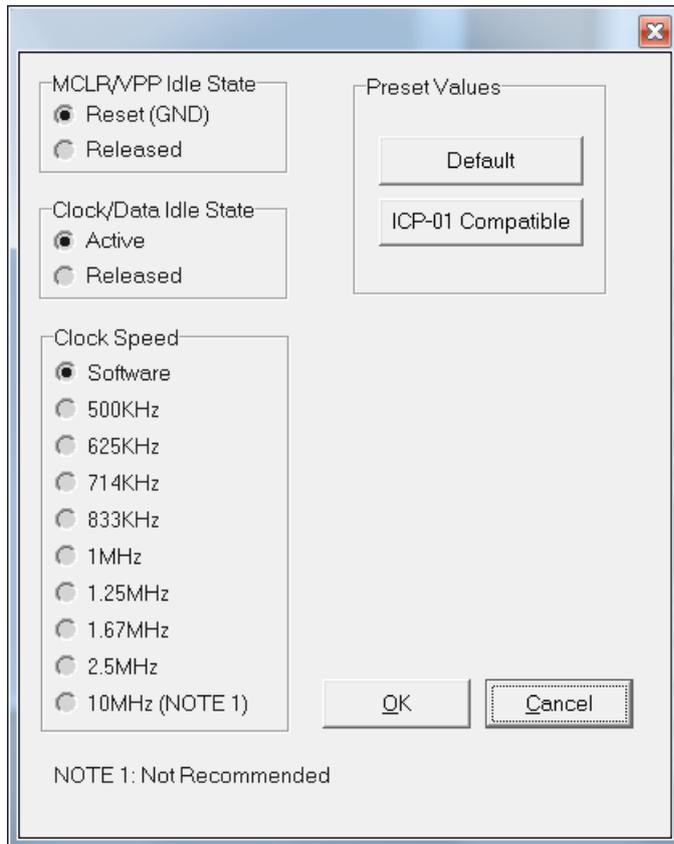 MCLR/VPP Idle State
Reset (GND)
Released
Clock/Data Idle State
Active
Released
Clock Speed
Software
500KHz
625KHz
714KHz
833KHz
1MHz
1.25MHz
1.67MHz
2.5MHz
10MHz (NOTE 1)
NOTE 1: Not Recommended
Preset Values
Default
ICP-01 Compatible
OK
Cancel